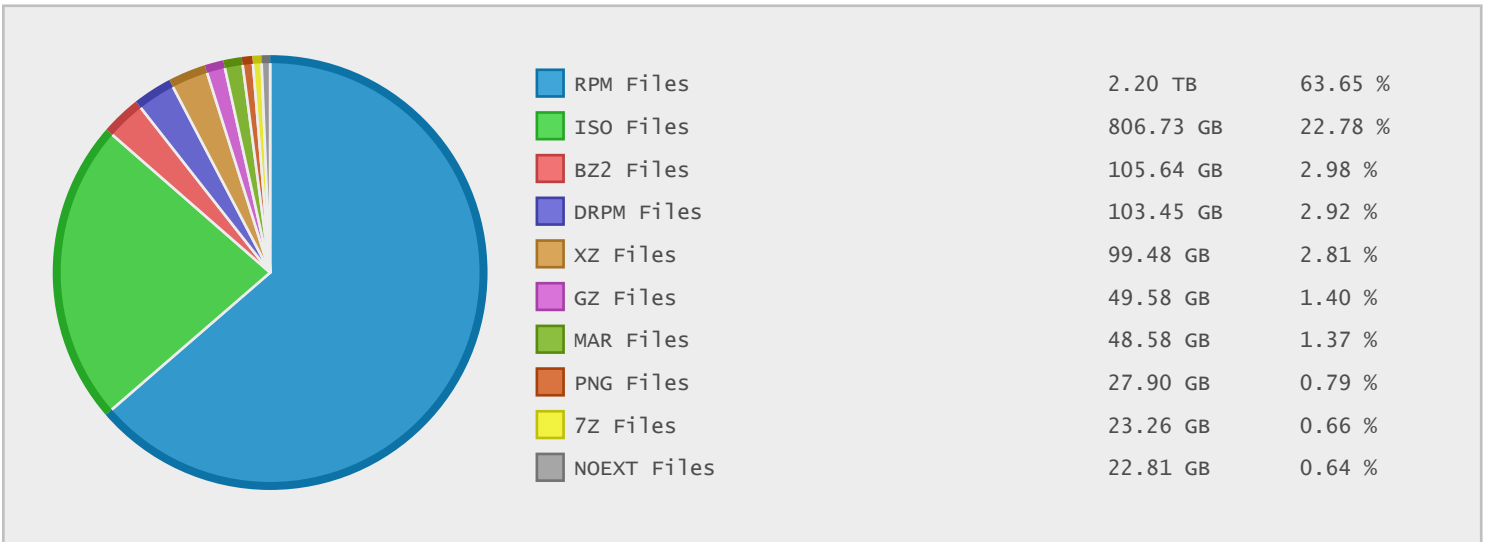 RPM Files 2.20 TB 63.65 %
ISO Files 806.73 GB 22.78 %
BZ2 Files 105.64 GB 2.98 %
DRPM Files 103.45 GB 2.92 %
XZ Files 99.48 GB 2.81 %
GZ Files 49.58 GB 1.40 %
MAR Files 48.58 GB 1.37 %
PNG Files 27.90 GB 0.79 %
7Z Files 23.26 GB 0.66 %
NOEXT Files 22.81 GB 0.64 %